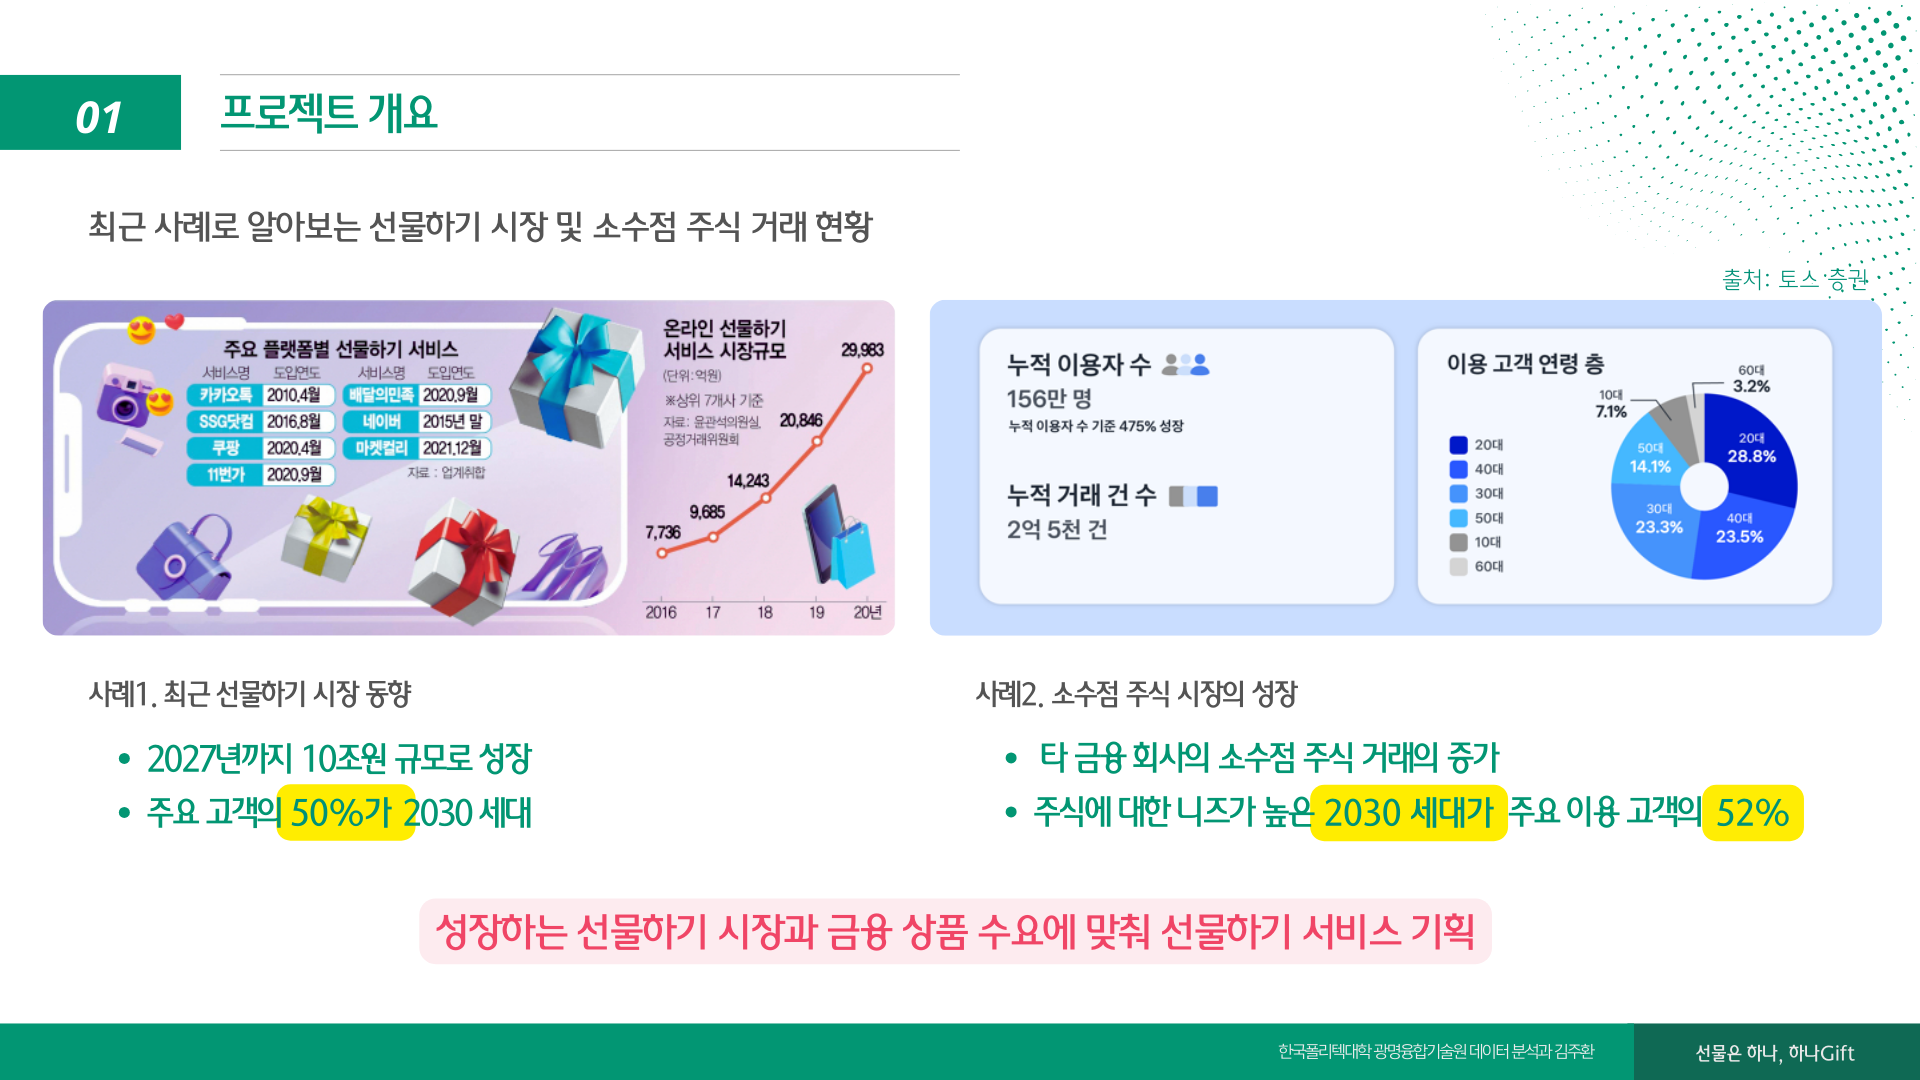 01
프로젝트 개요
최근 사례로 알아보는 선물하기 시장 및 소수점 주식 거래 현황
출처: 토스 증권
주요 플랫폼별 선물하기 서비스
서비스명 도입연도 서비스명 도입연도
카카오톡 2010.4월 배달의민족 2020.9월
SSG닷컴 2016.8월 네이버 2015년 말
쿠팡 2020.4월 마켓컬리 2021.12월
11번가 2020.9월
자료 : 업계취합
온라인 선물하기
서비스 시장규모
(단위:억원)
※상위 7개사 기준
자료: 윤관석의원실,
공정거래위원회
29,983
20,846
14,243
9,685
7,736
2016 17 18 19 20년
누적 이용자 수
156만 명
누적 이용자 수 기준 475% 성장
누적 거래 건 수
2억 5천 건
이용 고객 연령 층
20대
40대
30대
50대
10대
60대
60대
3.2%
10대
7.1%
50대
14.1%
20대
28.8%
30대
23.3%
40대
23.5%
사례1. 최근 선물하기 시장 동향
• 2027년까지 10조원 규모로 성장
• 주요 고객의 50%가 2030 세대
사례2. 소수점 주식 시장의 성장
• 타 금융 회사의 소수점 주식 거래의 증가
• 주식에 대한 니즈가 높은 2030 세대가 주요 이용 고객의 52%
성장하는 선물하기 시장과 금융 상품 수요에 맞춰 선물하기 서비스 기획
한국폴리텍대학 광명융합기술원 데이터 분석과 김주환
선물은 하나, 하나Gift